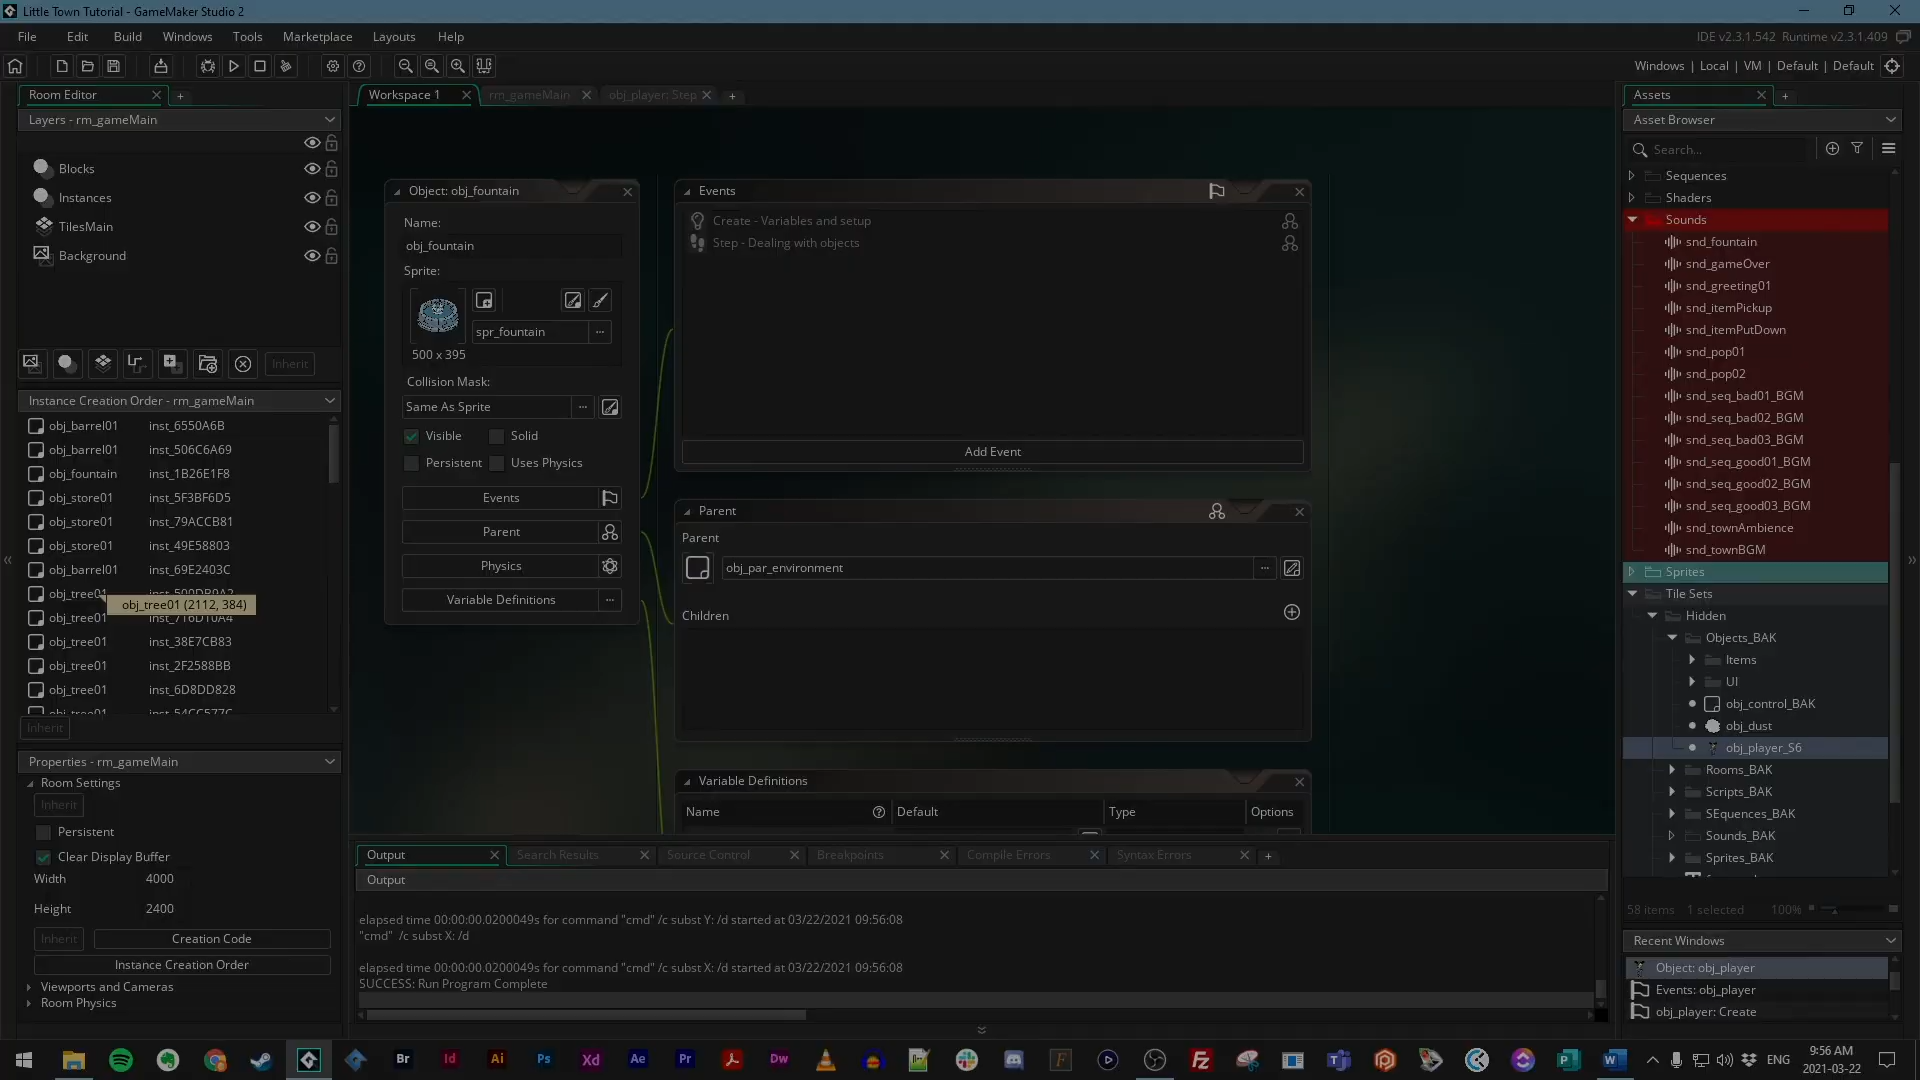 Little Town Tutorial - GameMaker Studio 2
File Edit Build Windows Tools Marketplace Layouts Help
IDE v2.3.1.542 Runtime v2.3.1.409
Windows | Local | VM | Default | Default
Room Editor
Layers - rm_gameMain
Blocks
Instances
TilesMain
Background
Inherit
Instance Creation Order - rm_gameMain
obj_barrel01 inst_6550A6B
obj_barrel01 inst_506C6A69
obj_fountain inst_1B26E1F8
obj_store01 inst_5F3BF6D5
obj_store01 inst_79ACCB81
obj_store01 inst_49E58803
obj_barrel01 inst_69E2403C
obj_tree01 inst_500DB9A2
obj_tree01 (2112, 384)
obj_tree01 inst_716D10A4
obj_tree01 inst_38E7CB83
obj_tree01 inst_2F2588BB
obj_tree01 inst_6D8DD828
obj_tree01 inst_54CC577C
Inherit
Properties - rm_gameMain
Room Settings
Inherit
Persistent
Clear Display Buffer
Width 4000
Height 2400
Inherit Creation Code
Instance Creation Order
Viewports and Cameras
Room Physics
Workspace 1 rm_gameMain obj_player: Step
Object: obj_fountain
Name:
obj_fountain
Sprite:
spr_fountain
500 x 395
Collision Mask:
Same As Sprite
Visible Solid
Persistent Uses Physics
Events
Parent
Physics
Variable Definitions
Events
Create - Variables and setup
Step - Dealing with objects
Add Event
Parent
Parent
obj_par_environment
Children
Variable Definitions
Name Default Type Options
Output Search Results Source Control Breakpoints Compile Errors Syntax Errors
Output
elapsed time 00:00:00.0200049s for command "cmd" /c subst Y: /d started at 03/22/2021 09:56:08
"cmd" /c subst X: /d
elapsed time 00:00:00.0200049s for command "cmd" /c subst X: /d started at 03/22/2021 09:56:08
SUCCESS: Run Program Complete
Assets
Asset Browser
Search...
Sequences
Shaders
Sounds
snd_fountain
snd_gameOver
snd_greeting01
snd_itemPickup
snd_itemPutDown
snd_pop01
snd_pop02
snd_seq_bad01_BGM
snd_seq_bad02_BGM
snd_seq_bad03_BGM
snd_seq_good01_BGM
snd_seq_good02_BGM
snd_seq_good03_BGM
snd_townAmbience
snd_townBGM
Sprites
Tile Sets
Hidden
Objects_BAK
Items
UI
obj_control_BAK
obj_dust
obj_player_S6
Rooms_BAK
Scripts_BAK
SEquences_BAK
Sounds_BAK
Sprites_BAK
58 items 1 selected 100%
Recent Windows
Object: obj_player
Events: obj_player
obj_player: Create
Br Id Ai Ps Xd Ae Pr Dw
ENG
9:56 AM
2021-03-22